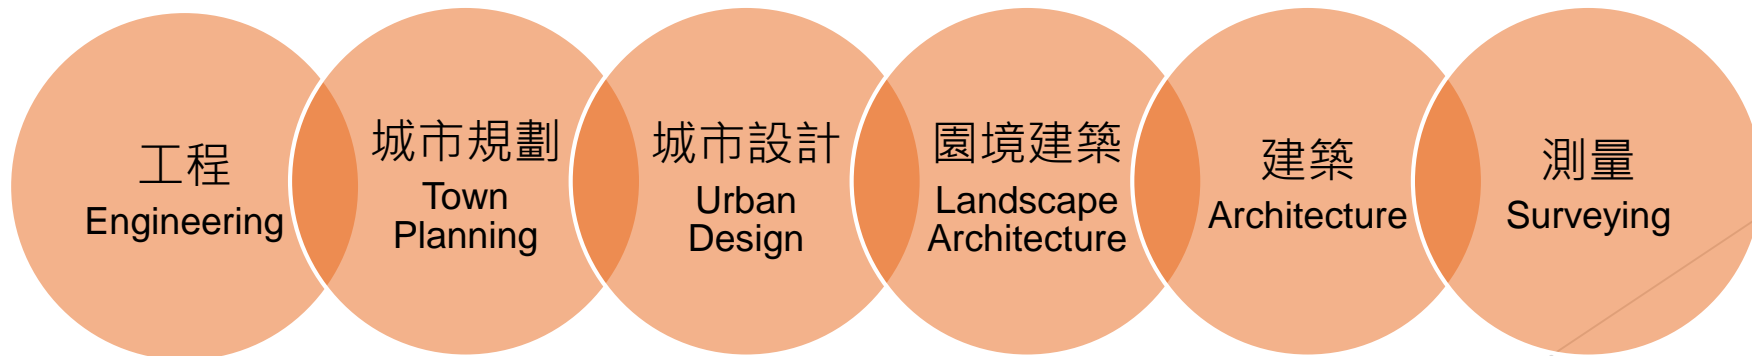 工程
Engineering
城市規劃
Town
Planning
城市設計
Urban
Design
園境建築
Landscape
Architecture
建築
Architecture
測量
Surveying